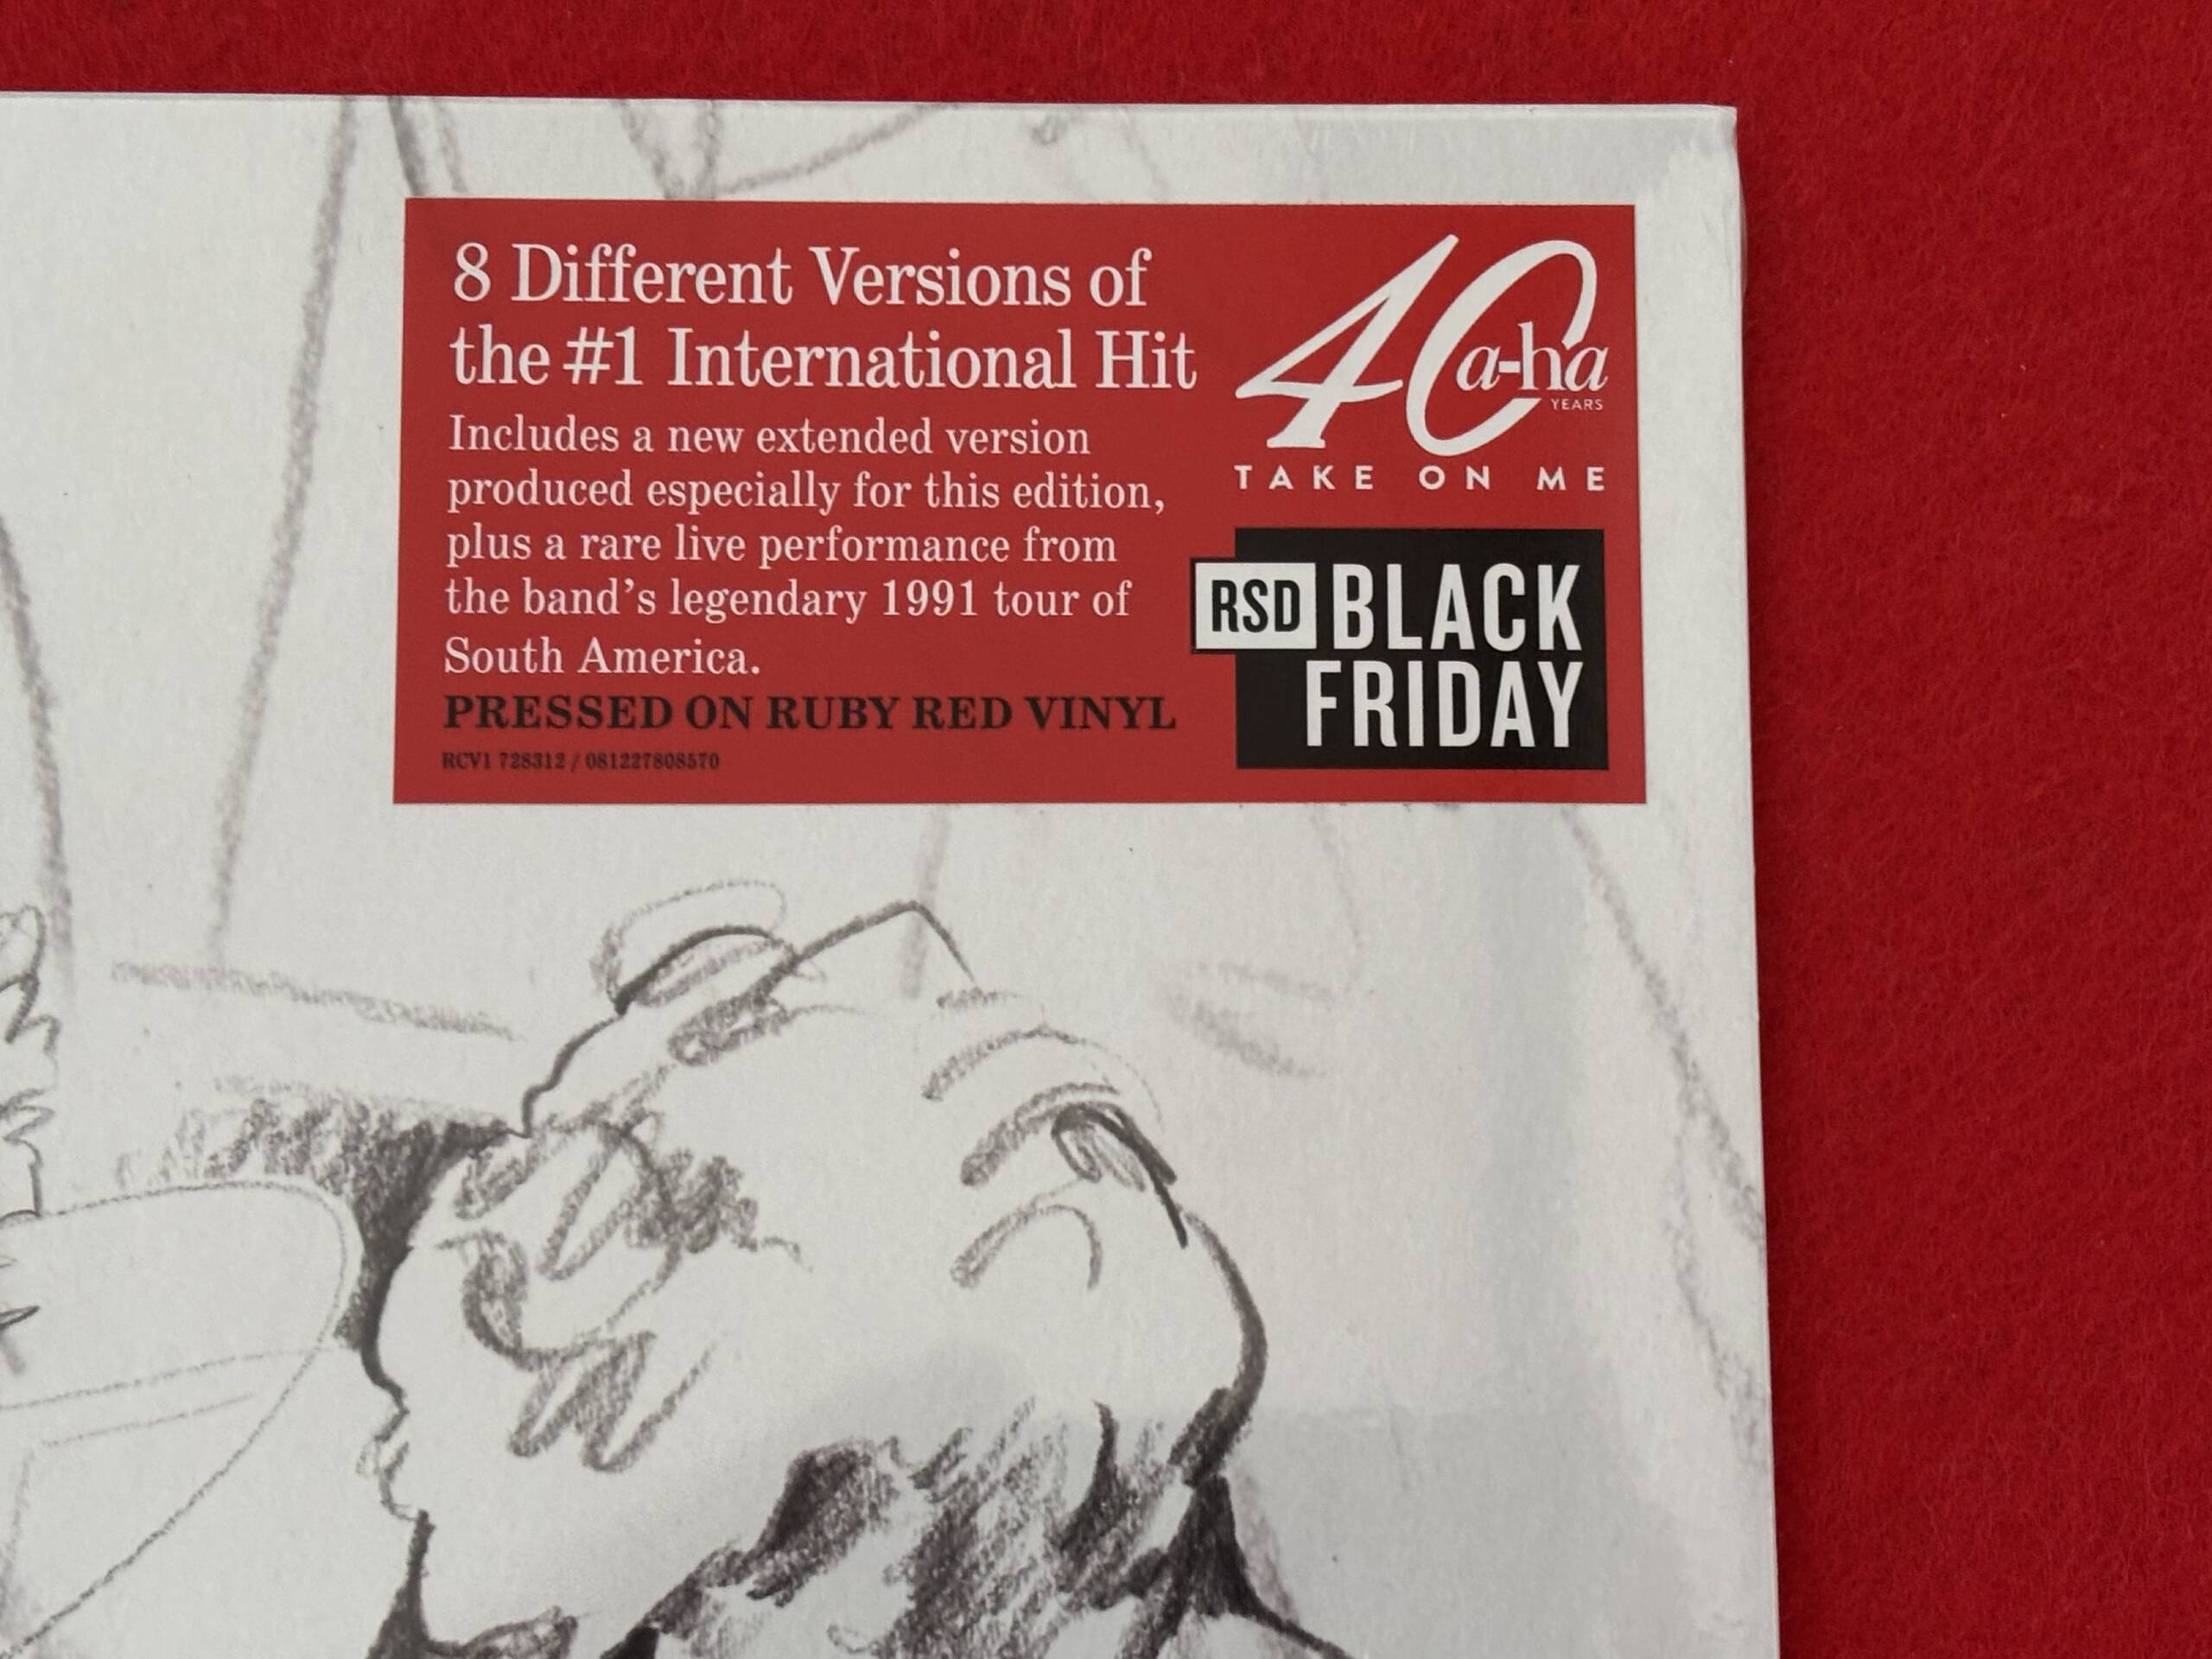 8 Different Versions of
the #1 International Hit
Includes a new extended version
produced especially for this edition,
plus a rare live performance from
the band’s legendary 1991 tour of
South America.
PRESSED ON RUBY RED VINYL
RCV1 728312 / 081227808570
40
a-ha
YEARS
TAKE ON ME
RSD BLACK
FRIDAY